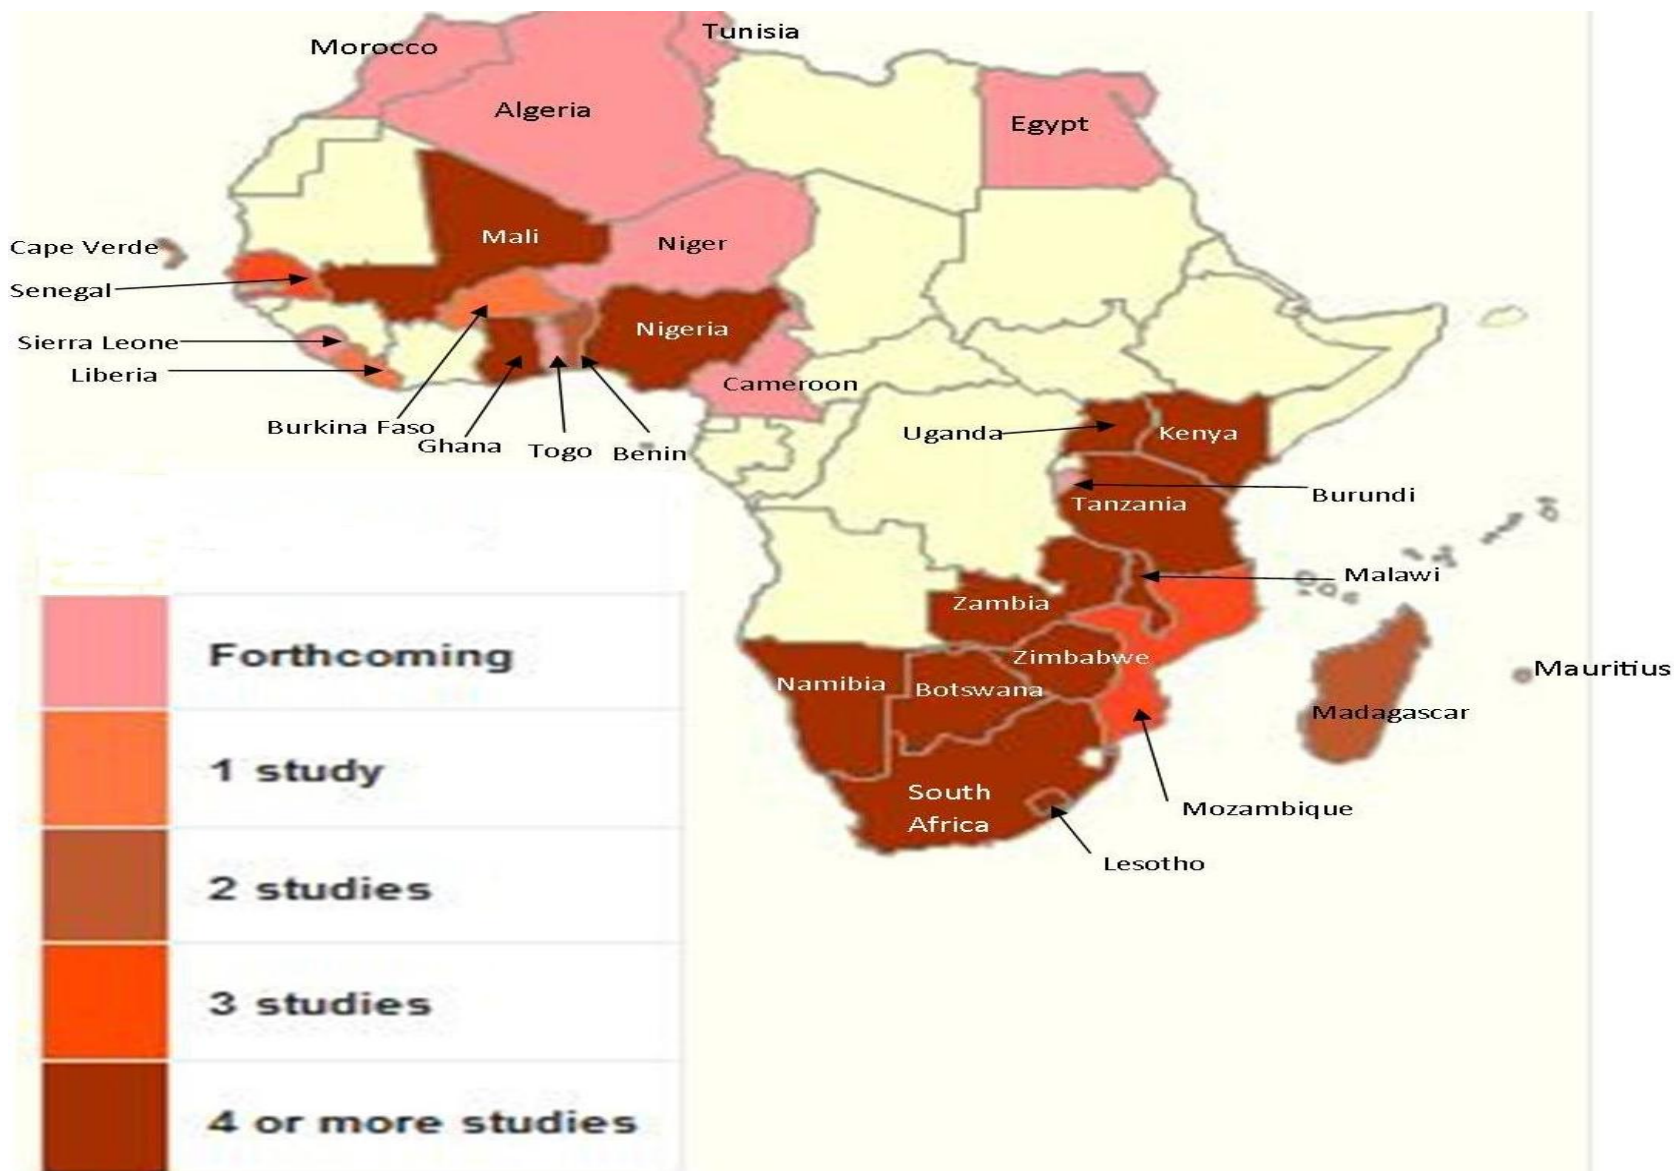 Tunisia
Morocco
Algeria
Egypt
Mali
Niger
Cape Verde
Senegal
Nigeria
Sierra Leone
Liberia
Cameroon
Burkina Faso
Ghana
Togo
Benin
Uganda
Kenya
Burundi
Tanzania
Malawi
Zambia
Zimbabwe
Mauritius
Namibia
Botswana
Madagascar
South
Africa
Mozambique
Lesotho
Forthcoming
1 study
2 studies
3 studies
4 or more studies